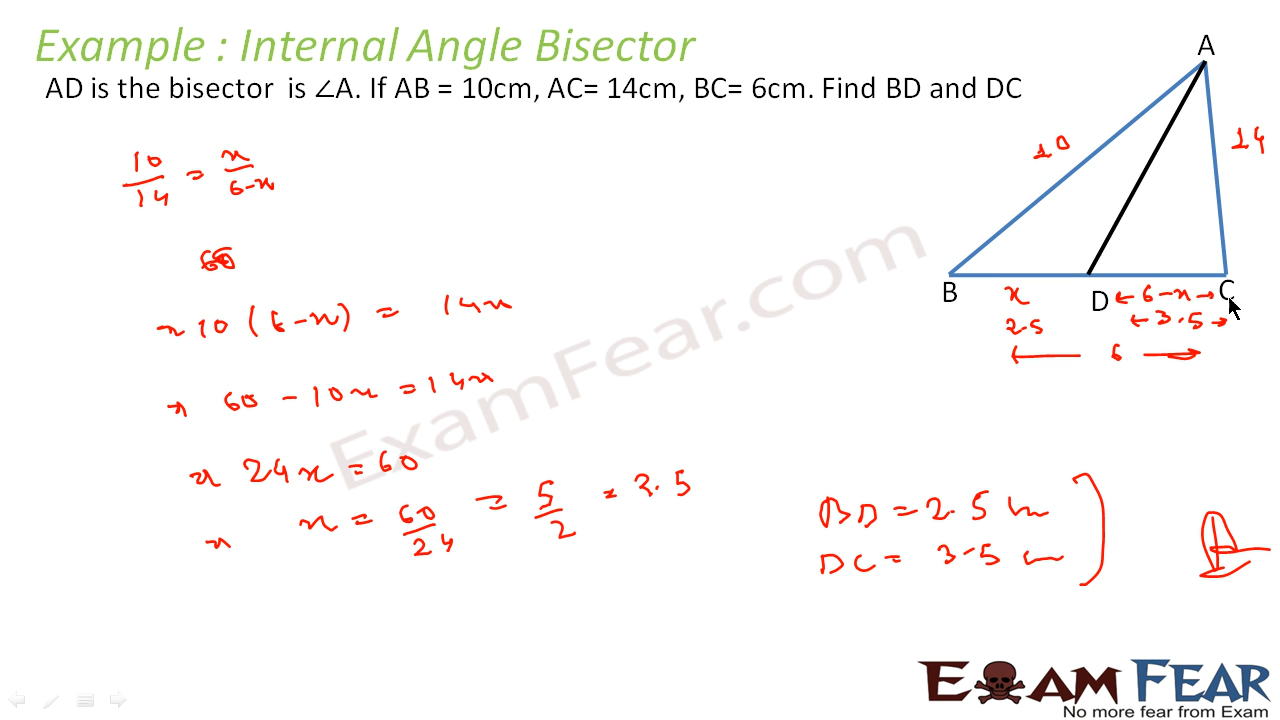 Example : Internal Angle Bisector
AD is the bisector is ∠A. If AB = 10cm, AC= 14cm, BC= 6cm. Find BD and DC
A
10
14
B
D
C
x
6-x
2.5
3.5
6
10/14 = x/6-x
60
10 (6-x) = 14x
60 - 10x = 14x
24x = 60
x = 60/24 = 5/2 = 2.5
BD = 2.5 cm
DC = 3.5 cm
ExamFear.com
EXAM FEAR
No more fear from Exam